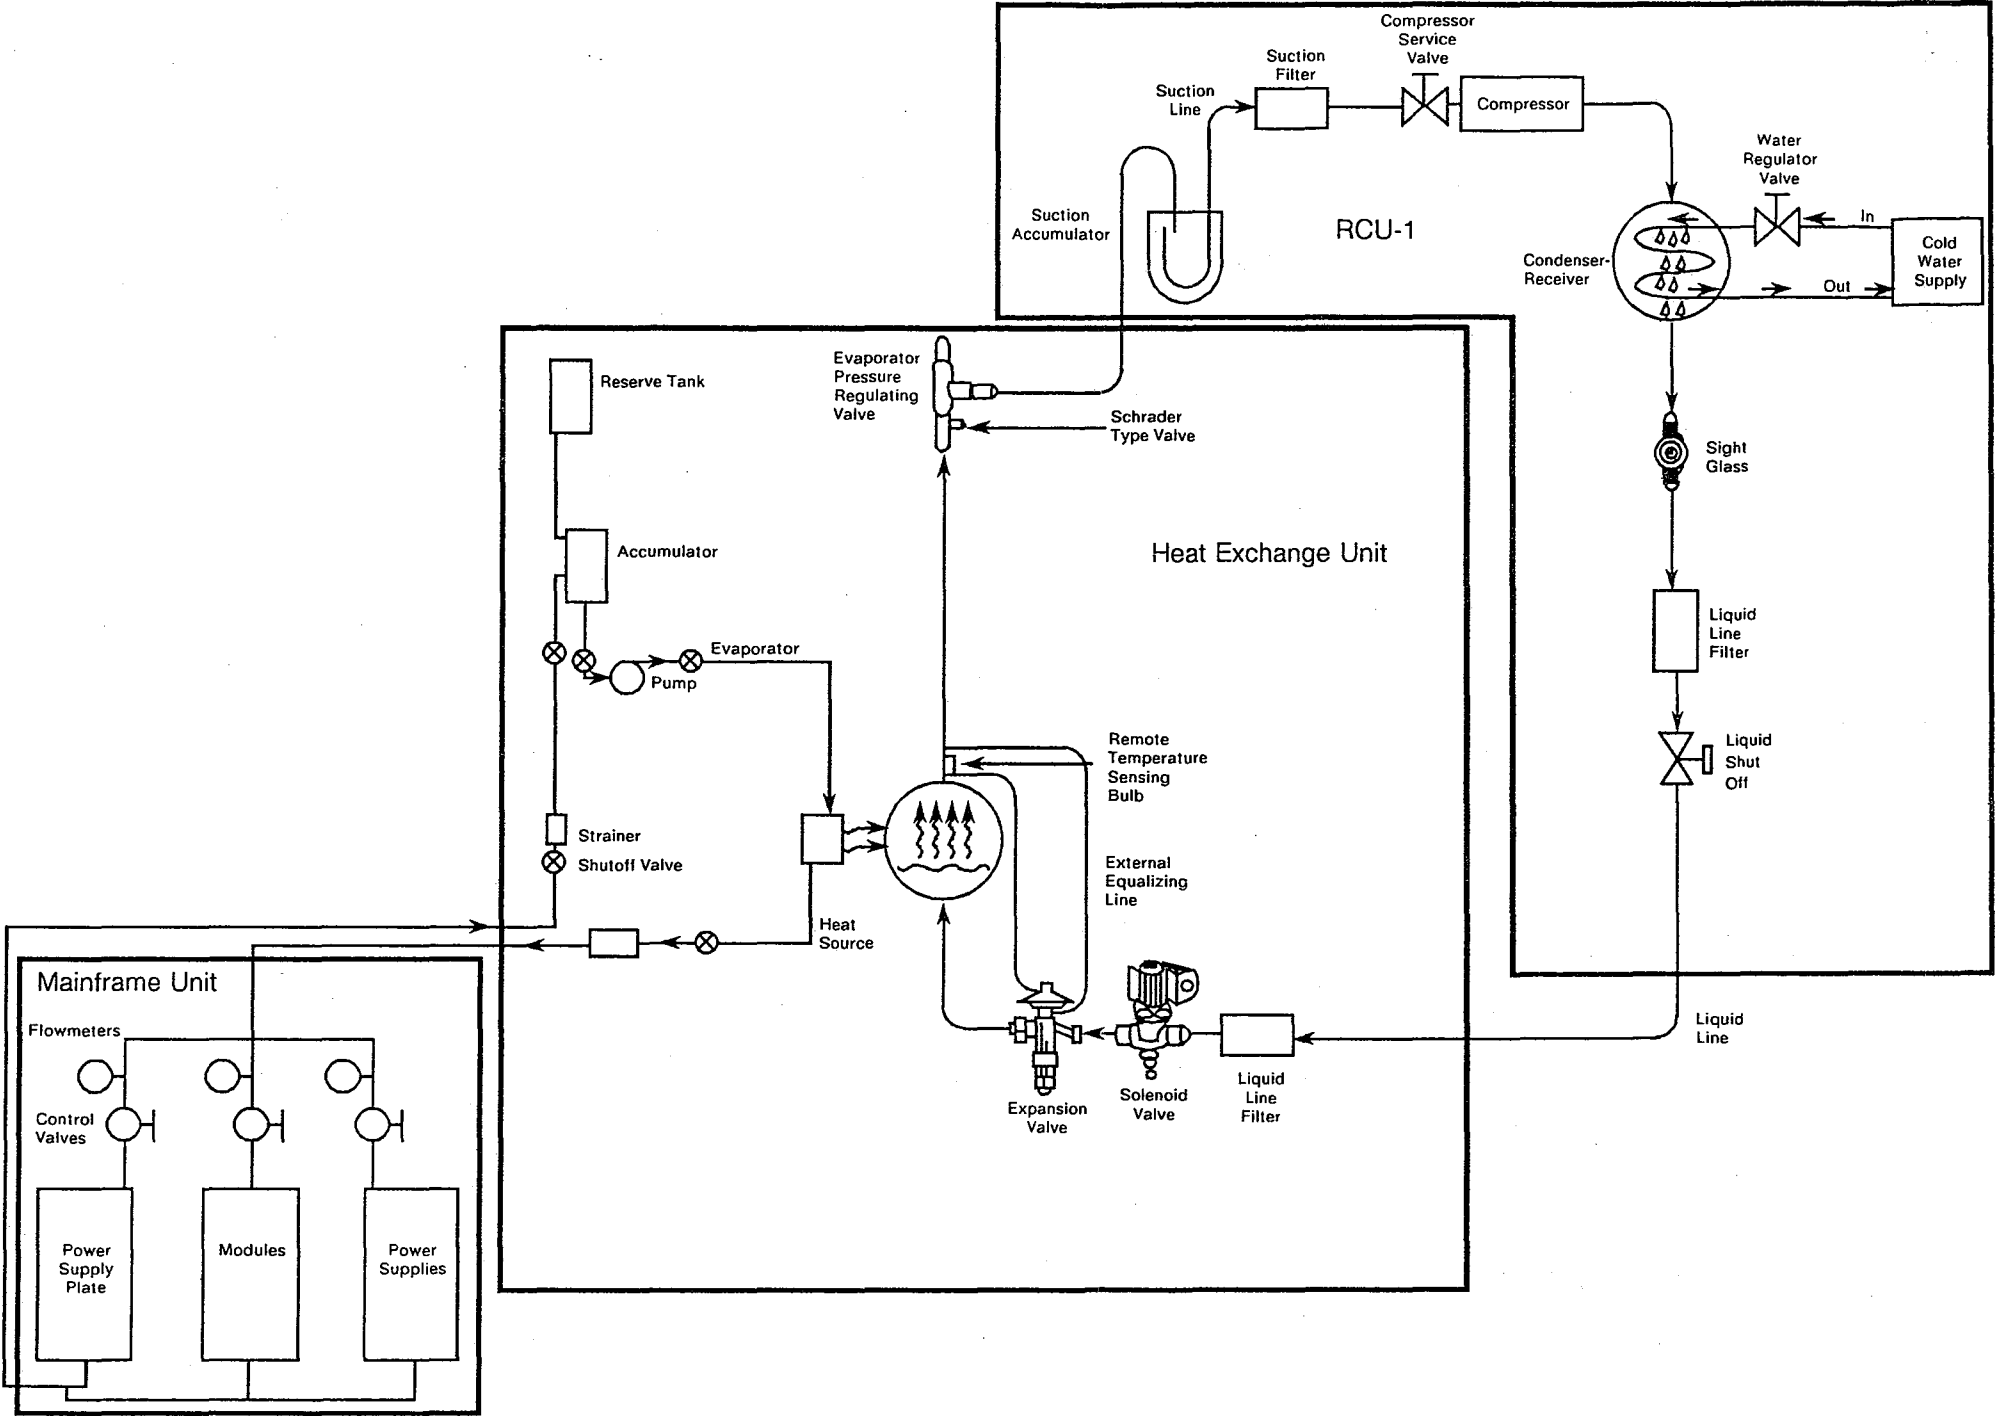 Compressor
Service
Valve
Suction
Filter
Suction
Line
Compressor
Water
Regulator
Valve
In
Cold
Water
Supply
Out
Suction
Accumulator
RCU-1
Condenser-
Receiver
Evaporator
Pressure
Regulating
Valve
Reserve Tank
Schrader
Type Valve
Sight
Glass
Accumulator
Heat Exchange Unit
Liquid
Line
Filter
Evaporator
Pump
Remote
Temperature
Sensing
Bulb
Liquid
Shut
Off
Strainer
Shutoff Valve
External
Equalizing
Line
Heat
Source
Mainframe Unit
Flowmeters
Liquid
Line
Control
Valves
Expansion
Valve
Solenoid
Valve
Liquid
Line
Filter
Power
Supply
Plate
Modules
Power
Supplies